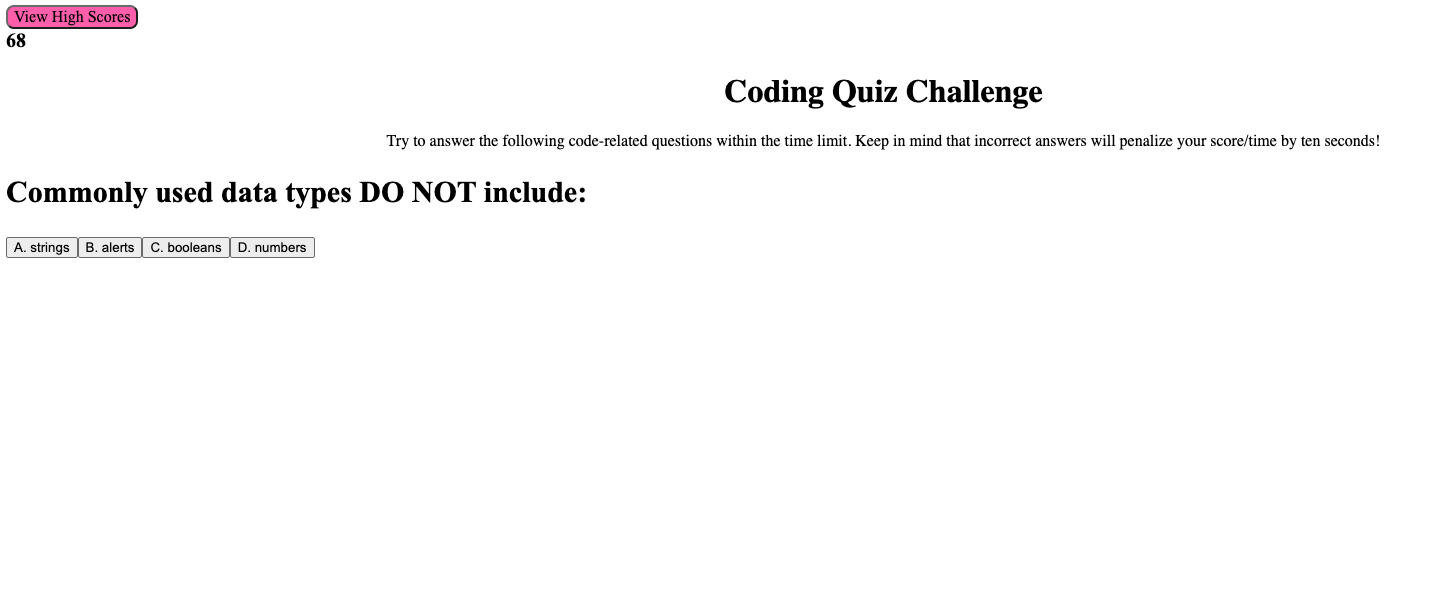 View High Scores
68
Coding Quiz Challenge
Try to answer the following code-related questions within the time limit. Keep in mind that incorrect answers will penalize your score/time by ten seconds!
Commonly used data types DO NOT include:
A. strings B. alerts C. booleans D. numbers